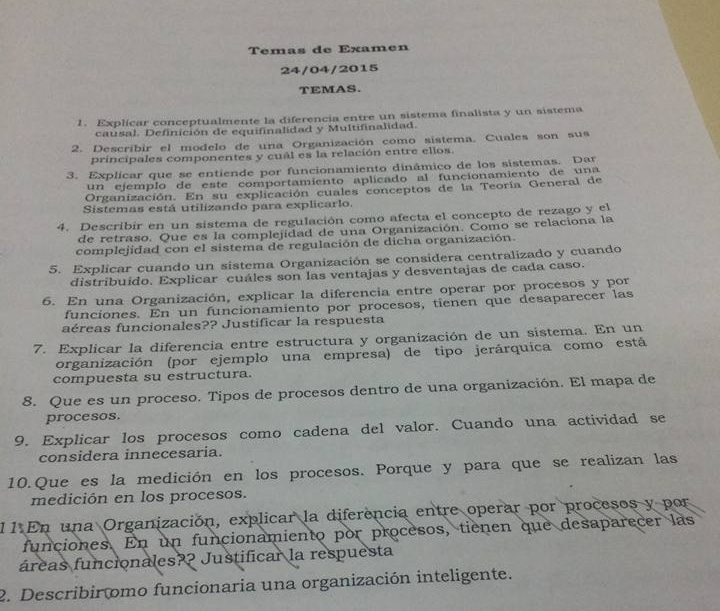 Temas de Examen
24/04/2015
TEMAS.
1. Explicar conceptualmente la diferencia entre un sistema finalista y un sistema
causal. Definición de equifinalidad y Multifinalidad.
2. Describir el modelo de una Organización como sistema. Cuales son sus
principales componentes y cuál es la relación entre ellos.
3. Explicar que se entiende por funcionamiento dinámico de los sistemas. Dar
un ejemplo de este comportamiento aplicado al funcionamiento de una
Organización. En su explicación cuales conceptos de la Teoría General de
Sistemas está utilizando para explicarlo.
4. Describir en un sistema de regulación como afecta el concepto de rezago y el
de retraso. Que es la complejidad de una Organización. Como se relaciona la
complejidad con el sistema de regulación de dicha organización.
5. Explicar cuando un sistema Organización se considera centralizado y cuando
distribuido. Explicar cuáles son las ventajas y desventajas de cada caso.
6. En una Organización, explicar la diferencia entre operar por procesos y por
funciones. En un funcionamiento por procesos, tienen que desaparecer las
aéreas funcionales?? Justificar la respuesta
7. Explicar la diferencia entre estructura y organización de un sistema. En un
organización (por ejemplo una empresa) de tipo jerárquica como está
compuesta su estructura.
8. Que es un proceso. Tipos de procesos dentro de una organización. El mapa de
procesos.
9. Explicar los procesos como cadena del valor. Cuando una actividad se
considera innecesaria.
10. Que es la medición en los procesos. Porque y para que se realizan las
medición en los procesos.
11. En una Organización, explicar la diferencia entre operar por procesos y por
funciones. En un funcionamiento por procesos, tienen que desaparecer las
áreas funcionales?? Justificar la respuesta
2. Describir como funcionaria una organización inteligente.